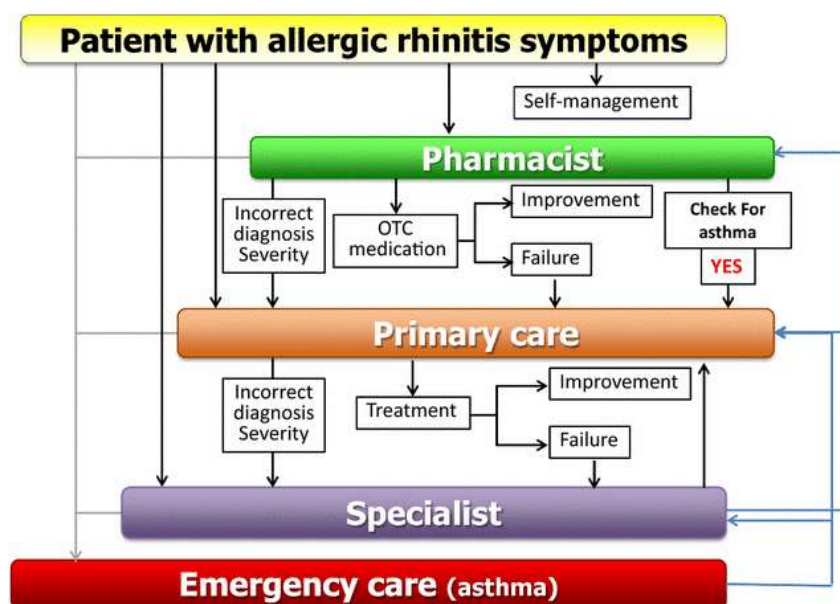 Patient with allergic rhinitis symptoms
Self-management
Pharmacist
Incorrect
diagnosis
Severity
OTC
medication
Improvement
Failure
Check For
asthma
YES
Primary care
Incorrect
diagnosis
Severity
Treatment
Improvement
Failure
Specialist
Emergency care (asthma)